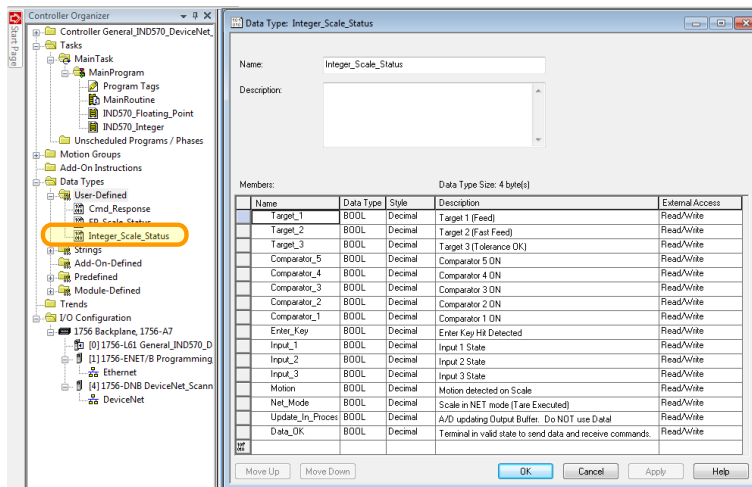 Start Page
Controller Organizer
Controller General_IND570_DeviceNet_
Tasks
MainTask
MainProgram
Program Tags
MainRoutine
IND570_Floating_Point
IND570_Integer
Unscheduled Programs / Phases
Motion Groups
Add-On Instructions
Data Types
User-Defined
Cmd_Response
FP_Scale_Status
Integer_Scale_Status
Strings
Add-On-Defined
Predefined
Module-Defined
Trends
I/O Configuration
1756 Backplane, 1756-A7
[0] 1756-L61 General_IND570_D
[1] 1756-ENET/B Programming_
Ethernet
[4] 1756-DNB DeviceNet_Scann
DeviceNet
Data Type: Integer_Scale_Status
Name: Integer_Scale_Status
Description:
Members: Data Type Size: 4 byte(s)
Name Data Type Style Description External Access
Target_1 BOOL Decimal Target 1 (Feed) Read/Write
Target_2 BOOL Decimal Target 2 (Fast Feed) Read/Write
Target_3 BOOL Decimal Target 3 (Tolerance OK) Read/Write
Comparator_5 BOOL Decimal Comparator 5 ON Read/Write
Comparator_4 BOOL Decimal Comparator 4 ON Read/Write
Comparator_3 BOOL Decimal Comparator 3 ON Read/Write
Comparator_2 BOOL Decimal Comparator 2 ON Read/Write
Comparator_1 BOOL Decimal Comparator 1 ON Read/Write
Enter_Key BOOL Decimal Enter Key Hit Detected Read/Write
Input_1 BOOL Decimal Input 1 State Read/Write
Input_2 BOOL Decimal Input 2 State Read/Write
Input_3 BOOL Decimal Input 3 State Read/Write
Motion BOOL Decimal Motion detected on Scale Read/Write
Net_Mode BOOL Decimal Scale in NET mode (Tare Executed) Read/Write
Update_In_Proces BOOL Decimal A/D updating Output Buffer. Do NOT use Data! Read/Write
Data_OK BOOL Decimal Terminal in valid state to send data and receive commands. Read/Write
Move Up Move Down OK Cancel Apply Help